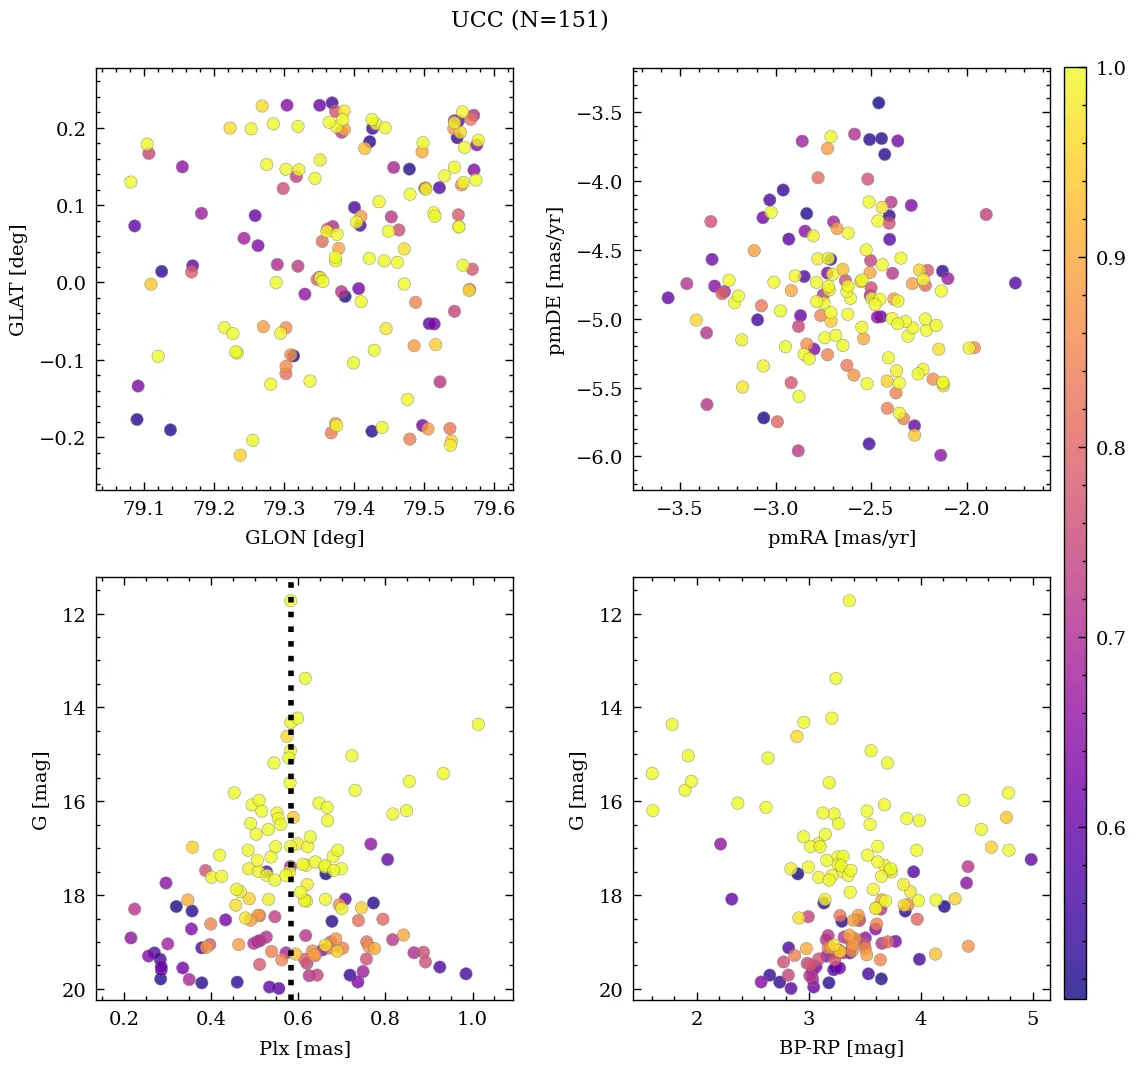 UCC (N=151)
0.2
0.1
0.0
−0.1
−0.2
GLAT [deg]
79.1 79.2 79.3 79.4 79.5 79.6
GLON [deg]
−3.5
−4.0
−4.5
−5.0
−5.5
−6.0
pmDE [mas/yr]
−3.5 −3.0 −2.5 −2.0
pmRA [mas/yr]
12
14
16
18
20
G [mag]
0.2 0.4 0.6 0.8 1.0
Plx [mas]
12
14
16
18
20
G [mag]
2 3 4 5
BP-RP [mag]
1.0
0.9
0.8
0.7
0.6